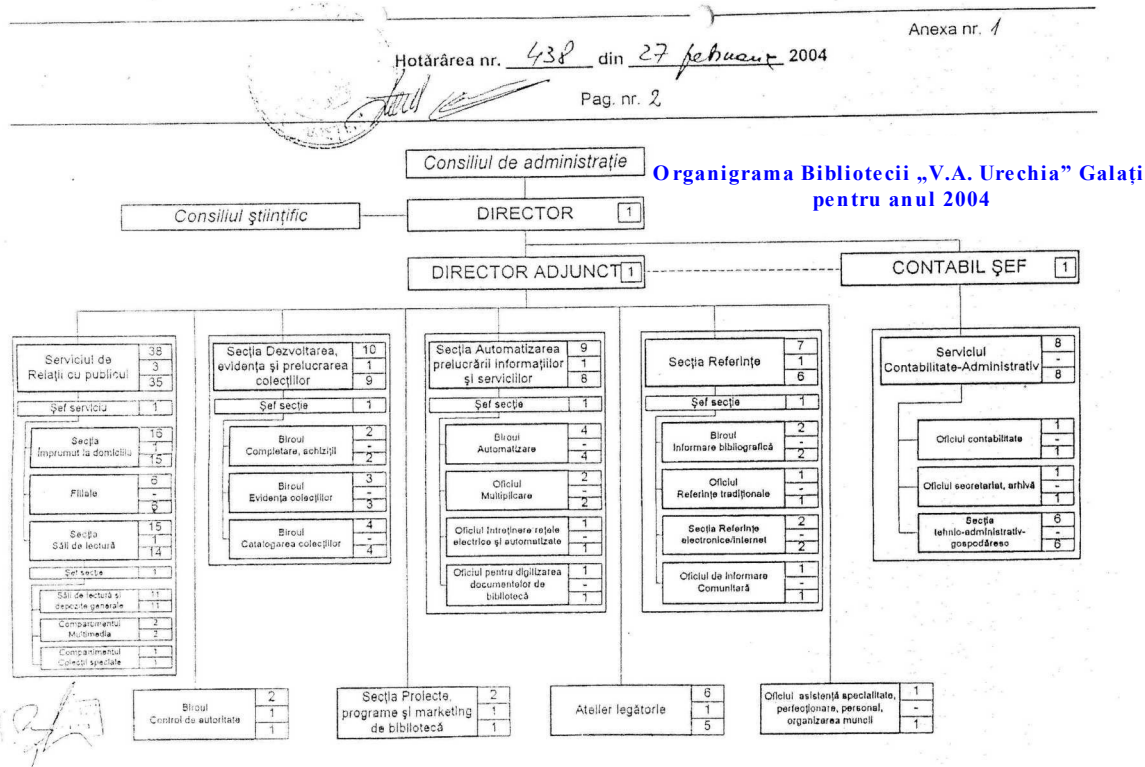 Anexa nr. 1
Hotărârea nr. 438 din 27 februarie 2004
Pag. nr. 2
Organigrama Bibliotecii „V.A. Urechia” Galați
pentru anul 2004
Consiliul de administrație
Consiliul științific
DIRECTOR 1
DIRECTOR ADJUNCT 1
CONTABIL ȘEF 1
Serviciul de
Relații cu publicul
38
3
35
Șef serviciu 1
Secția
Împrumut la domiciliu
16
1
15
Filiale
6
-
6
Secția
Săli de lectură
15
1
14
Șef secție 1
Săli de lectură și
depozite generale
11
11
Compartimentul
Multimedia
2
2
Compartimentul
Colecții speciale
1
1
Secția Dezvoltarea,
evidența și prelucrarea
colecțiilor
10
1
9
Șef secție 1
Biroul
Completare, achiziții
2
-
2
Biroul
Evidența colecțiilor
3
-
3
Biroul
Catalogarea colecțiilor
4
-
4
Secția Automatizarea
prelucrării informațiilor
și serviciilor
9
1
8
Șef secție 1
Biroul
Automatizare
4
-
4
Oficiul
Multiplicare
2
-
2
Oficiul Întreținere rețele
electrice și automatizate
1
-
1
Oficiul pentru digilizarea
documentelor de
bibliotecă
1
-
1
Secția Referințe
7
1
6
Șef secție 1
Biroul
Informare bibliografică
2
-
2
Oficiul
Referințe tradiționale
1
-
1
Secția Referințe
electronice/internet
2
-
2
Oficiul de Informare
Comunitară
1
-
1
Serviciul
Contabilitate-Administrativ
8
-
8
Oficiul contabilitate
1
-
1
Oficiul secretariat, arhivă
1
-
1
Secția
tehnio-administrativ-
gospodăresc
6
-
6
Biroul
Control de autoritate
2
1
1
Secția Proiecte,
programe și marketing
de bibliotecă
2
1
1
Atelier legătorie
6
1
5
Oficiul asistență specialitate,
perfecționare, personal,
organizarea muncii
1
-
1